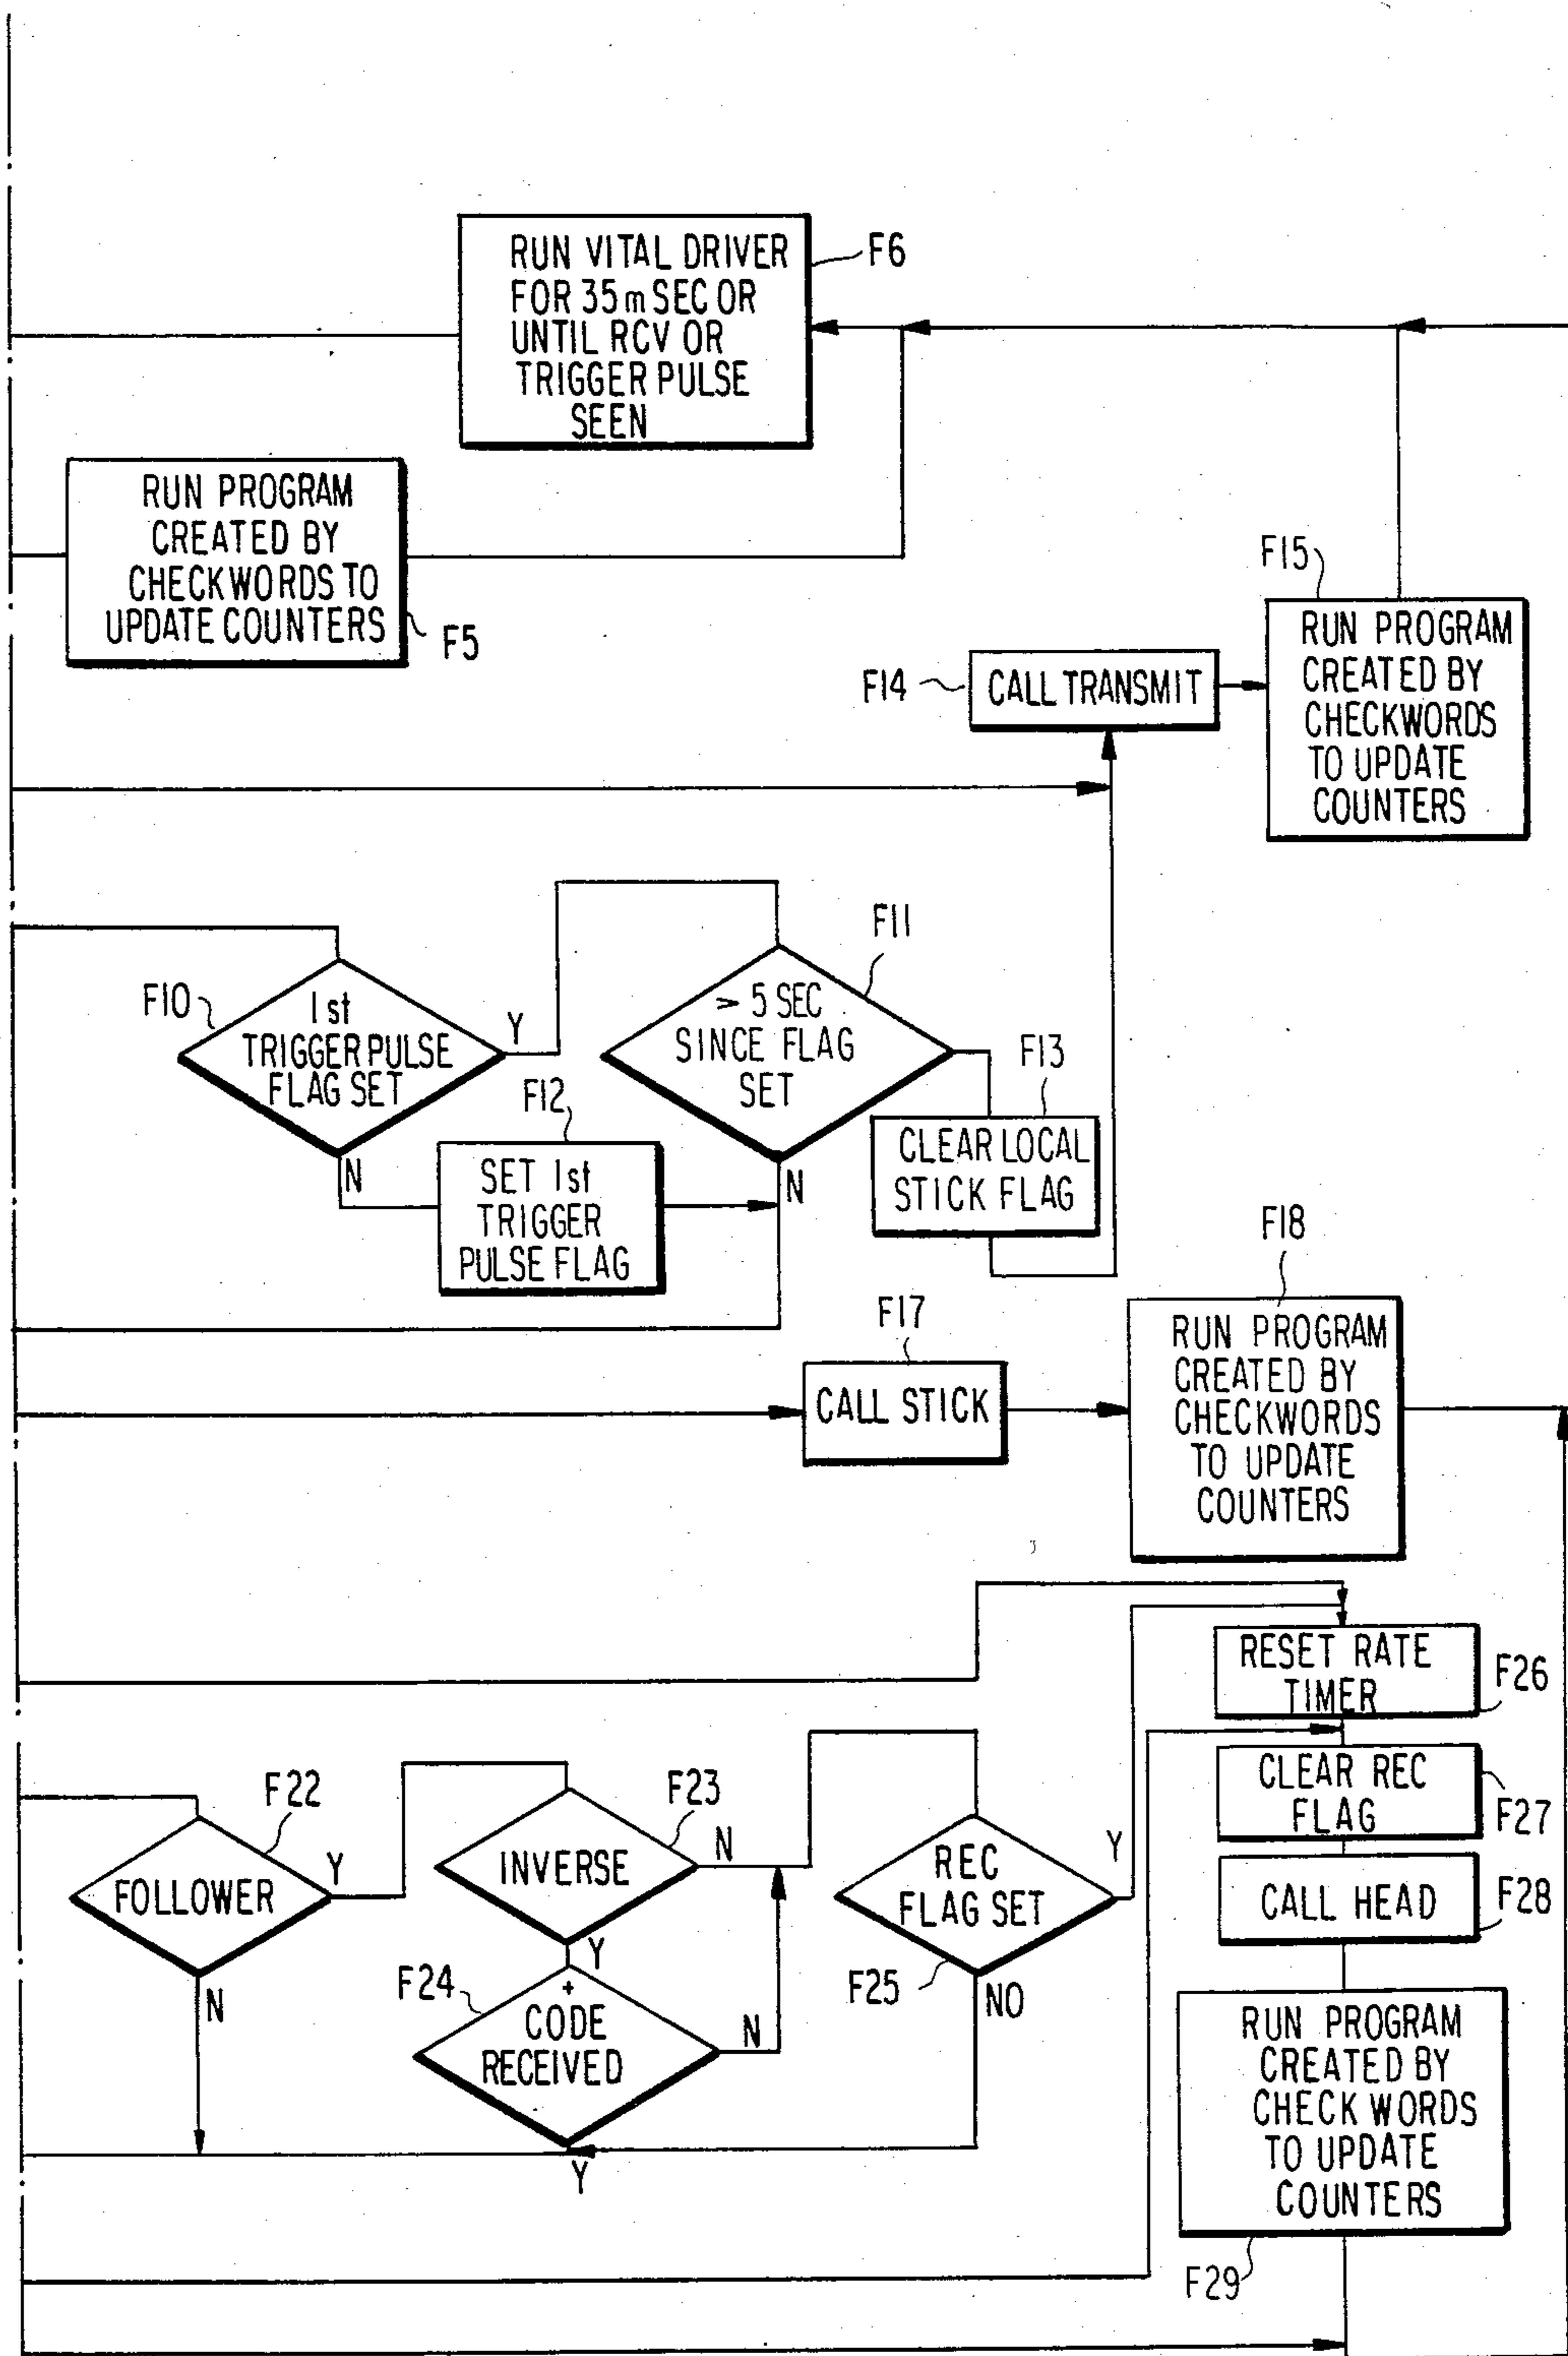 RUN VITAL DRIVER
FOR 35 m SEC OR
UNTIL RCV OR
TRIGGER PULSE
SEEN
F6
RUN PROGRAM
CREATED BY
CHECKWORDS TO
UPDATE COUNTERS
F5
F15
RUN PROGRAM
CREATED BY
CHECKWORDS
TO UPDATE
COUNTERS
F14
CALL TRANSMIT
F10
1st
TRIGGER PULSE
FLAG SET
Y
N
F11
> 5 SEC
SINCE FLAG
SET
N
F12
SET 1st
TRIGGER
PULSE FLAG
F13
CLEAR LOCAL
STICK FLAG
F17
CALL STICK
F18
RUN PROGRAM
CREATED BY
CHECKWORDS
TO UPDATE
COUNTERS
RESET RATE
TIMER
F26
CLEAR REC
FLAG
F27
CALL HEAD
F28
F22
FOLLOWER
Y
N
F23
INVERSE
N
Y
F24
+
CODE
RECEIVED
N
Y
REC
FLAG SET
Y
F25
NO
RUN PROGRAM
CREATED BY
CHECK WORDS
TO UPDATE
COUNTERS
F29